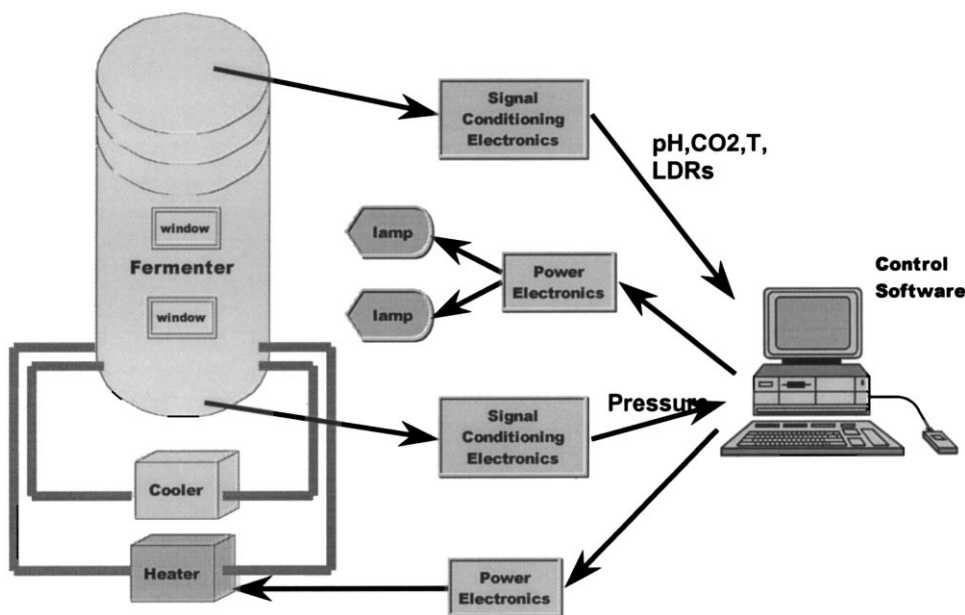 Signal
Conditioning
Electronics
pH,CO2,T,
LDRs
window
lamp
Fermenter
Power
Electronics
Control
Software
window
lamp
Pressure
Signal
Conditioning
Electronics
Cooler
Heater
Power
Electronics